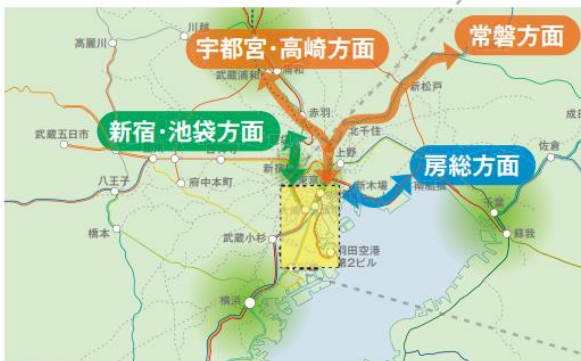 川越
高麗川
宇都宮・高崎方面
常磐方面
武蔵浦和
浦和
新松戸
赤羽
成田
新宿・池袋方面
北千住
武蔵五日市
上野
佐倉
房総方面
新木場
八王子
府中本町
千葉
蘇我
橋本
武蔵小杉
羽田空港
第2ビル
横浜